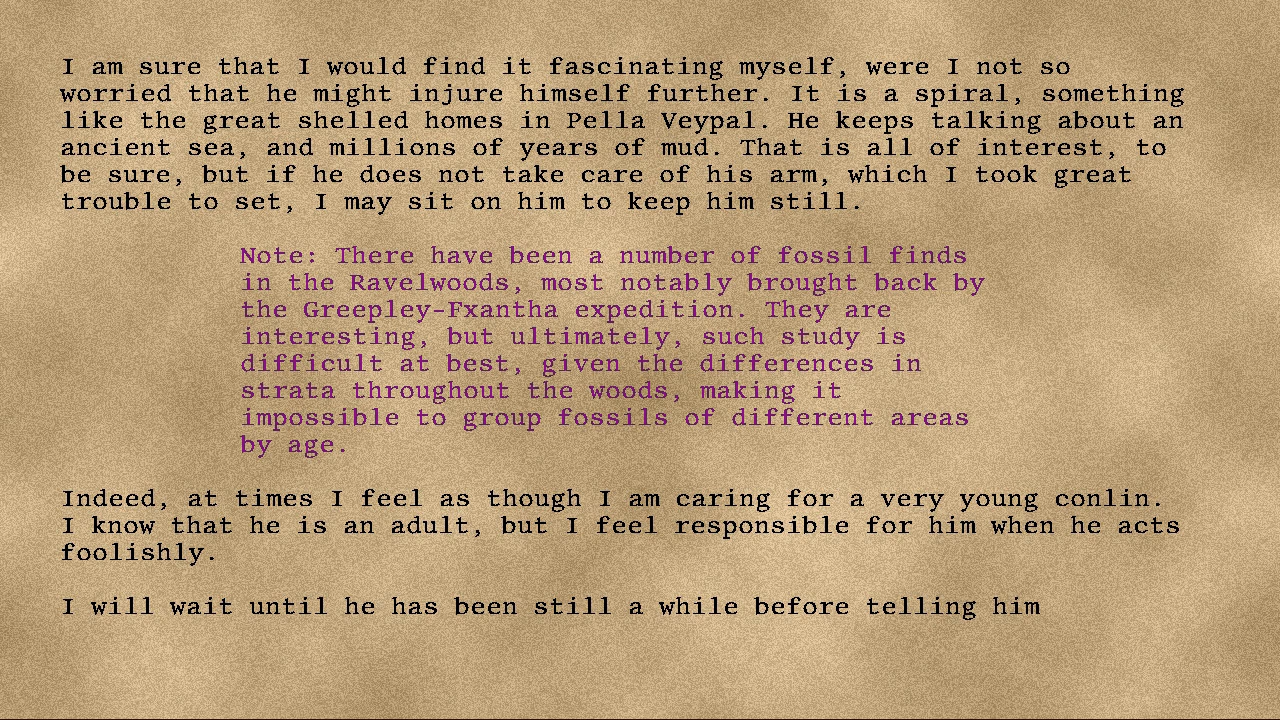 I am sure that I would find it fascinating myself, were I not so
worried that he might injure himself further. It is a spiral, something
like the great shelled homes in Pella Veypal. He keeps talking about an
ancient sea, and millions of years of mud. That is all of interest, to
be sure, but if he does not take care of his arm, which I took great
trouble to set, I may sit on him to keep him still.
Note: There have been a number of fossil finds
in the Ravelwoods, most notably brought back by
the Greepley-Fxantha expedition. They are
interesting, but ultimately, such study is
difficult at best, given the differences in
strata throughout the woods, making it
impossible to group fossils of different areas
by age.
Indeed, at times I feel as though I am caring for a very young conlin.
I know that he is an adult, but I feel responsible for him when he acts
foolishly.
I will wait until he has been still a while before telling him